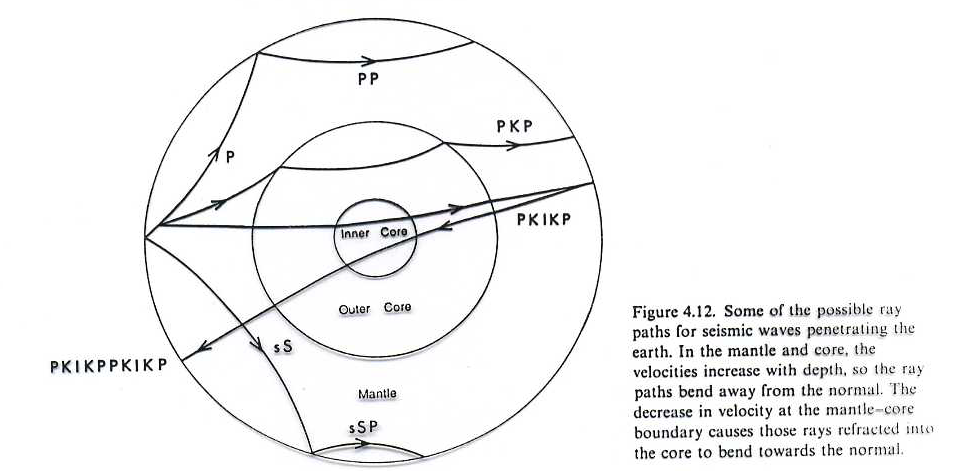 PP
PKP
P
PKIKP
Inner Core
Outer Core
sS
PKIKPPKIKP
Mantle
sSP
Figure 4.12. Some of the possible ray
paths for seismic waves penetrating the
earth. In the mantle and core, the
velocities increase with depth, so the ray
paths bend away from the normal. The
decrease in velocity at the mantle-core
boundary causes those rays refracted into
the core to bend towards the normal.